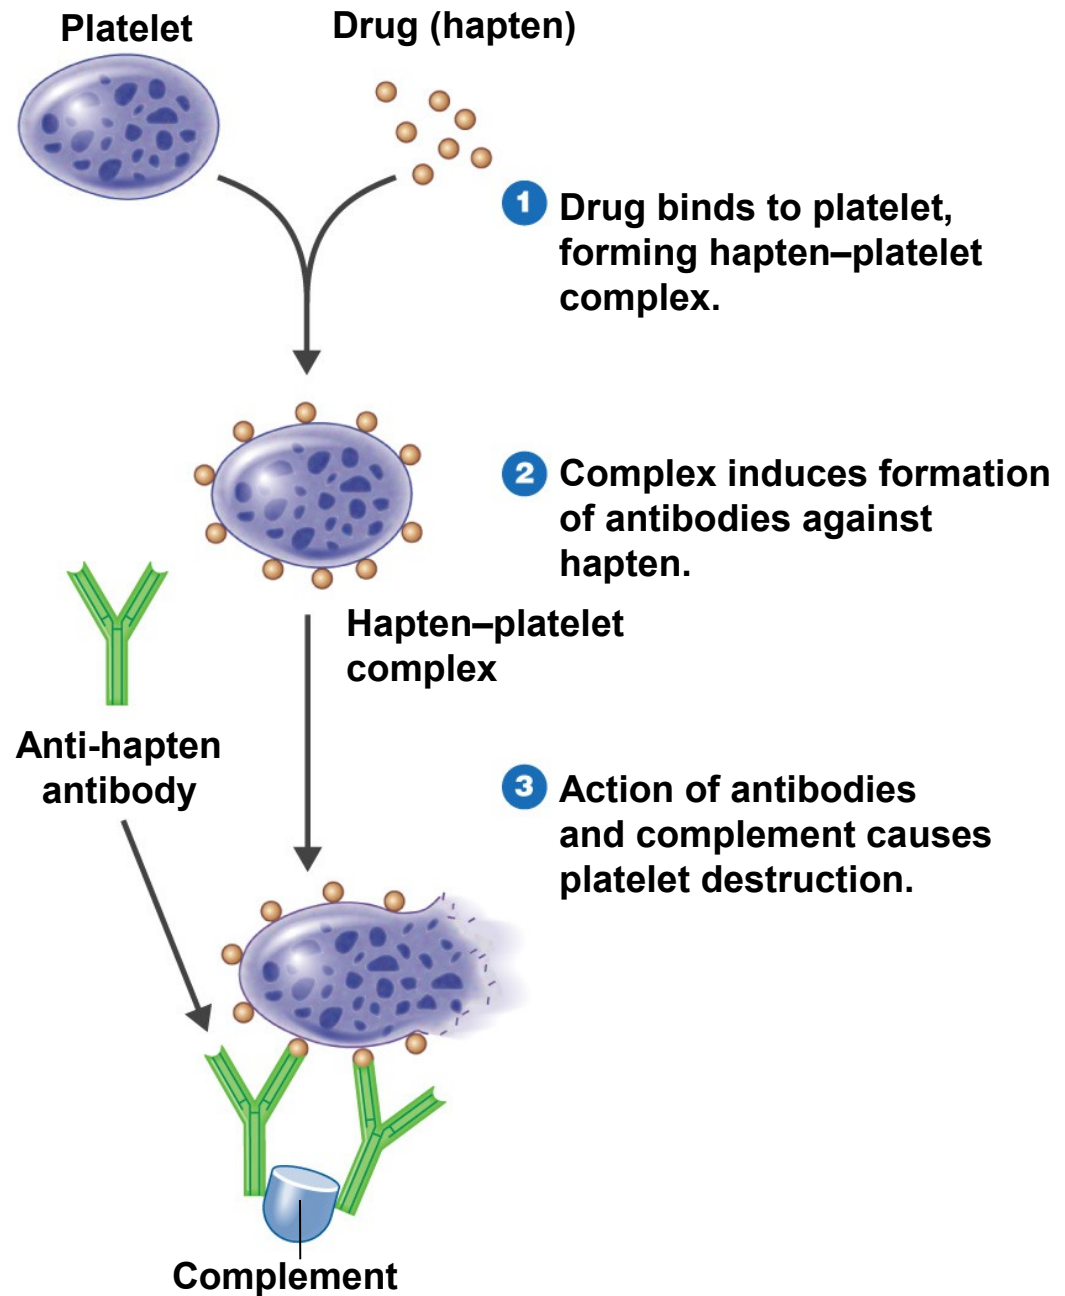 Platelet
Drug (hapten)
1 Drug binds to platelet,
forming hapten–platelet
complex.
2 Complex induces formation
of antibodies against
hapten.
Hapten–platelet
complex
Anti-hapten
antibody
3 Action of antibodies
and complement causes
platelet destruction.
Complement